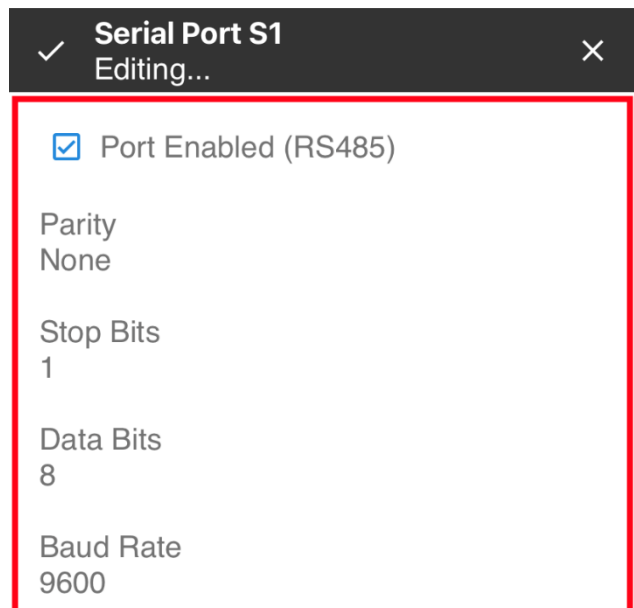 Serial Port S1
Editing...
Port Enabled (RS485)
Parity
None
Stop Bits
1
Data Bits
8
Baud Rate
9600